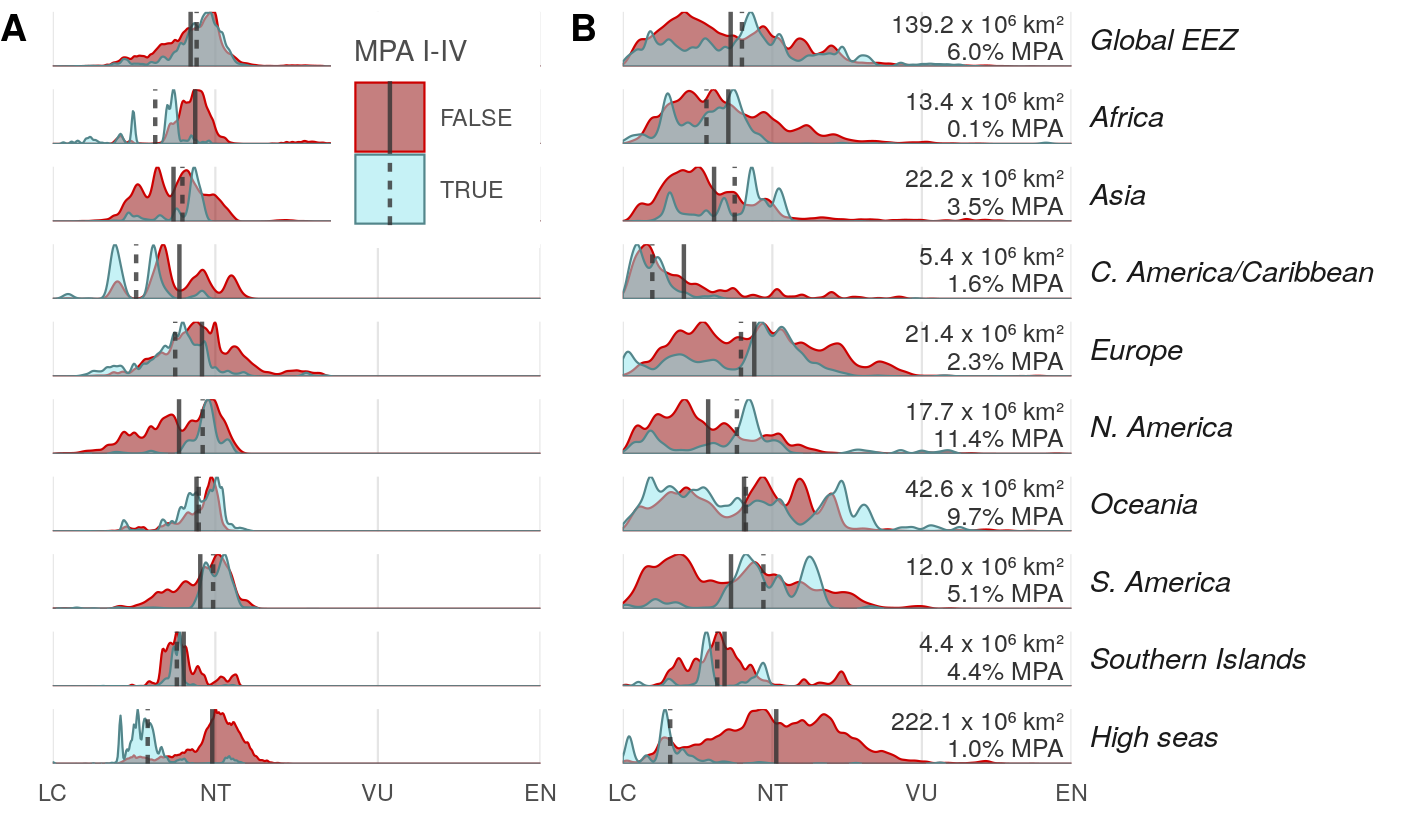 A
B
MPA I-IV
FALSE
TRUE
139.2 x 10⁶ km²
6.0% MPA
Global EEZ
13.4 x 10⁶ km²
0.1% MPA
Africa
22.2 x 10⁶ km²
3.5% MPA
Asia
5.4 x 10⁶ km²
1.6% MPA
C. America/Caribbean
21.4 x 10⁶ km²
2.3% MPA
Europe
17.7 x 10⁶ km²
11.4% MPA
N. America
42.6 x 10⁶ km²
9.7% MPA
Oceania
12.0 x 10⁶ km²
5.1% MPA
S. America
4.4 x 10⁶ km²
4.4% MPA
Southern Islands
222.1 x 10⁶ km²
1.0% MPA
High seas
LC NT VU EN
LC NT VU EN